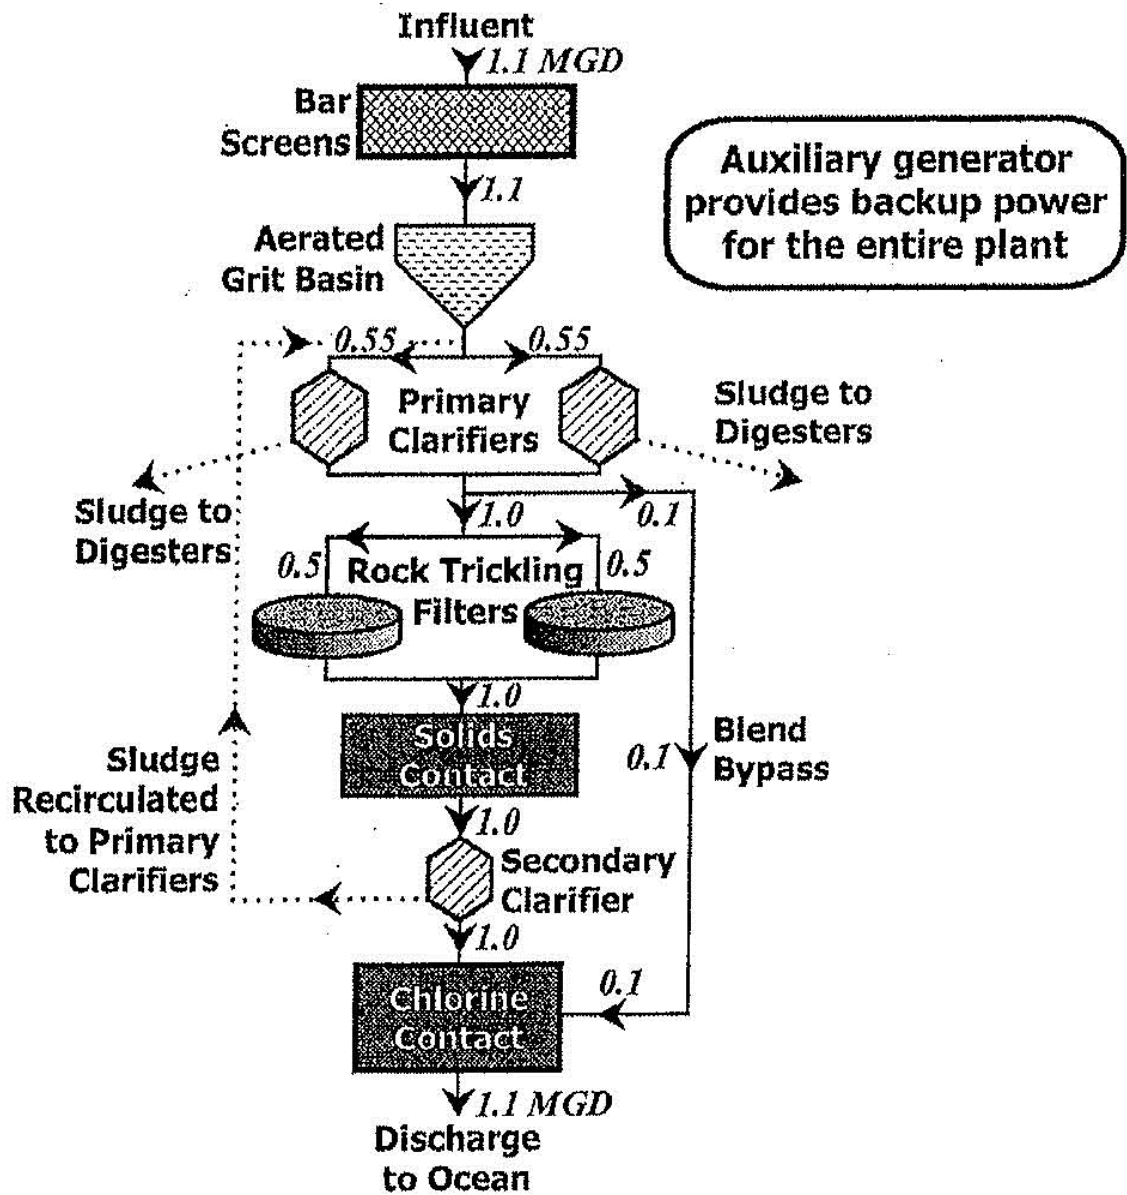 Influent
1.1 MGD
Bar
Screens
Auxiliary generator
provides backup power
for the entire plant
1.1
Aerated
Grit Basin
0.55
0.55
Primary
Clarifiers
Sludge to
Digesters
Sludge to
Digesters
1.0
0.1
0.5
Rock Trickling
Filters
0.5
1.0
Solids
Contact
Blend
Bypass
0.1
Sludge
Recirculated
to Primary
Clarifiers
1.0
Secondary
Clarifier
1.0
0.1
Chlorine
Contact
1.1 MGD
Discharge
to Ocean